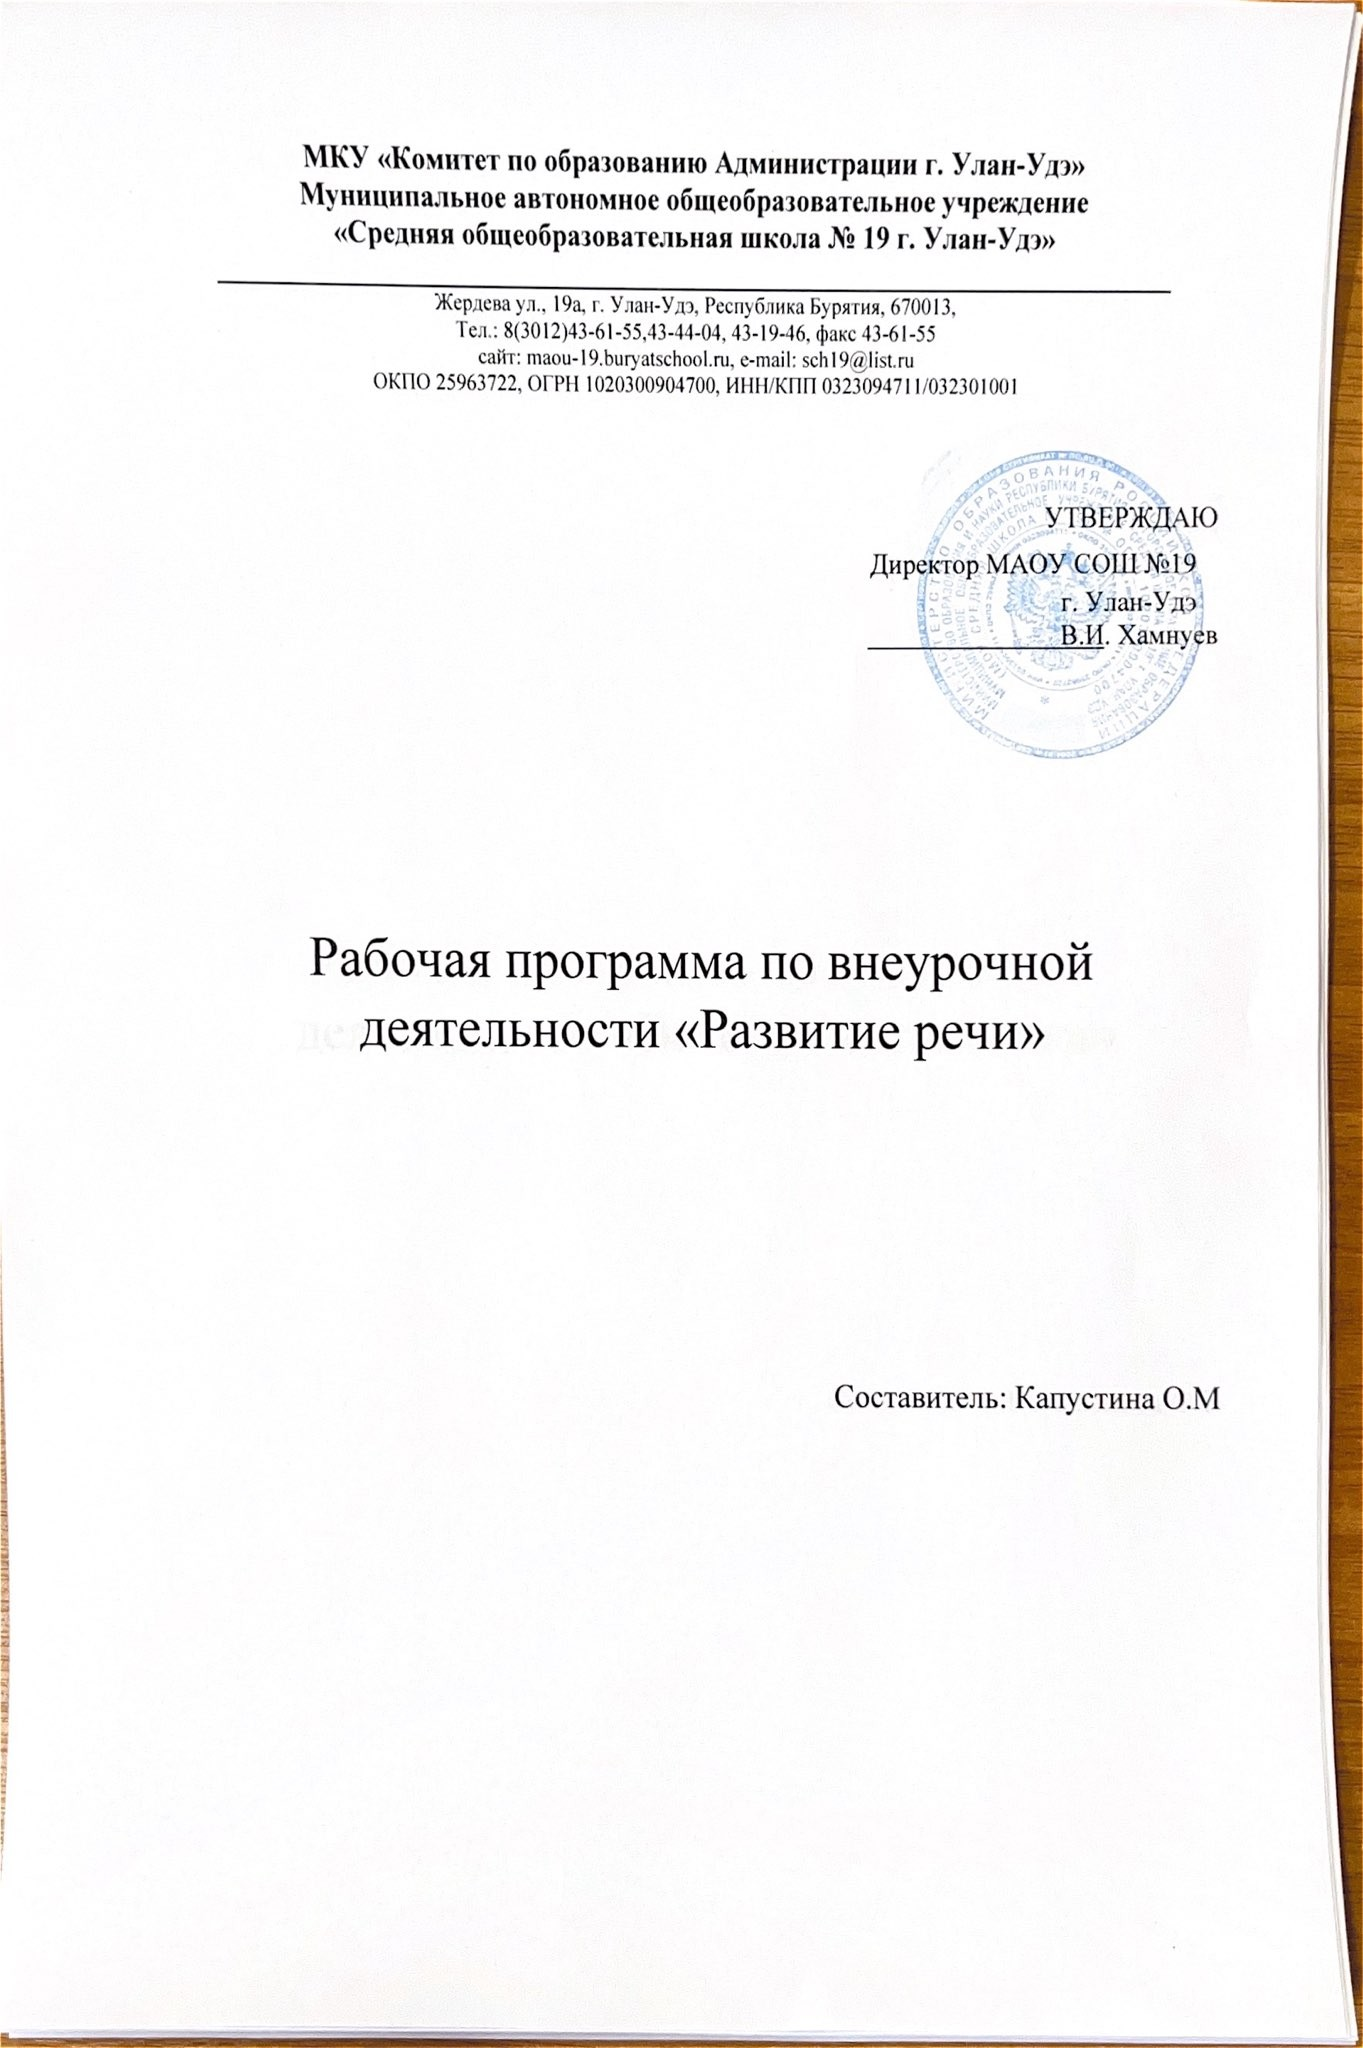 МКУ «Комитет по образованию Администрации г. Улан-Удэ»
Муниципальное автономное общеобразовательное учреждение
«Средняя общеобразовательная школа № 19 г. Улан-Удэ»
Жердева ул., 19а, г. Улан-Удэ, Республика Бурятия, 670013,
Тел.: 8(3012)43-61-55,43-44-04, 43-19-46, факс 43-61-55
сайт: maou-19.buryatschool.ru, e-mail: sch19@list.ru
ОКПО 25963722, ОГРН 1020300904700, ИНН/КПП 0323094711/032301001
УТВЕРЖДАЮ
Директор МАОУ СОШ №19
г. Улан-Удэ
В.И. Хамнуев
Рабочая программа по внеурочной
деятельности «Развитие речи»
Составитель: Капустина О.М